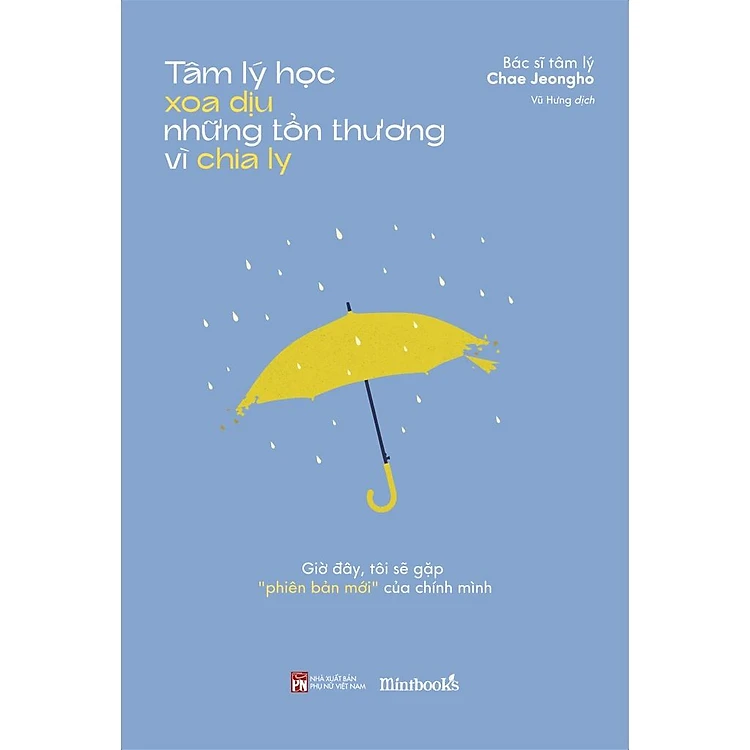 Tâm lý học
xoa dịu
những tổn thương
vì chia ly
Bác sĩ tâm lý
Chae Jeongho
Vũ Hưng dịch
Giờ đây, tôi sẽ gặp
"phiên bản mới" của chính mình
PN
NHÀ XUẤT BẢN
PHỤ NỮ VIỆT NAM
mintbooks